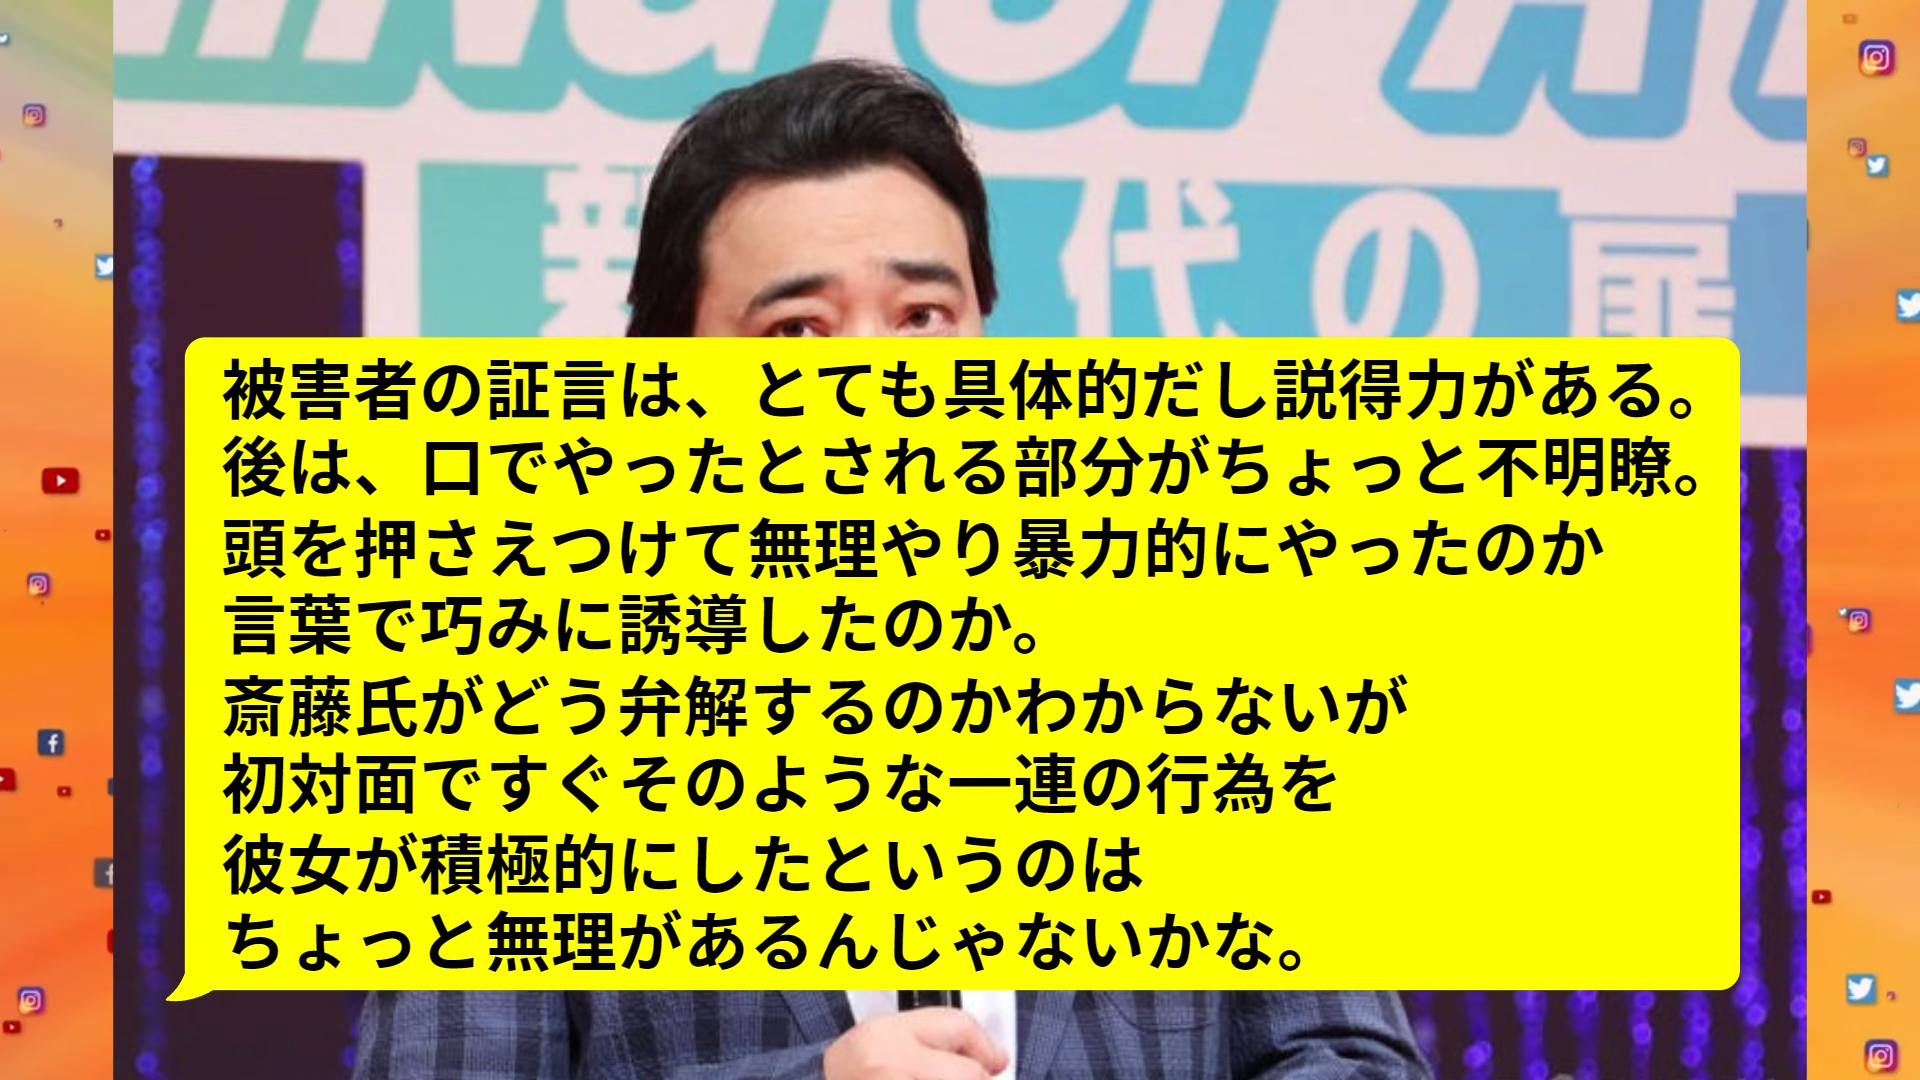 新 代の扉
被害者の証言は、とても具体的だし説得力がある。
後は、口でやったとされる部分がちょっと不明瞭。
頭を押さえつけて無理やり暴力的にやったのか
言葉で巧みに誘導したのか。
斎藤氏がどう弁解するのかわからないが
初対面ですぐそのような一連の行為を
彼女が積極的にしたというのは
ちょっと無理があるんじゃないかな。